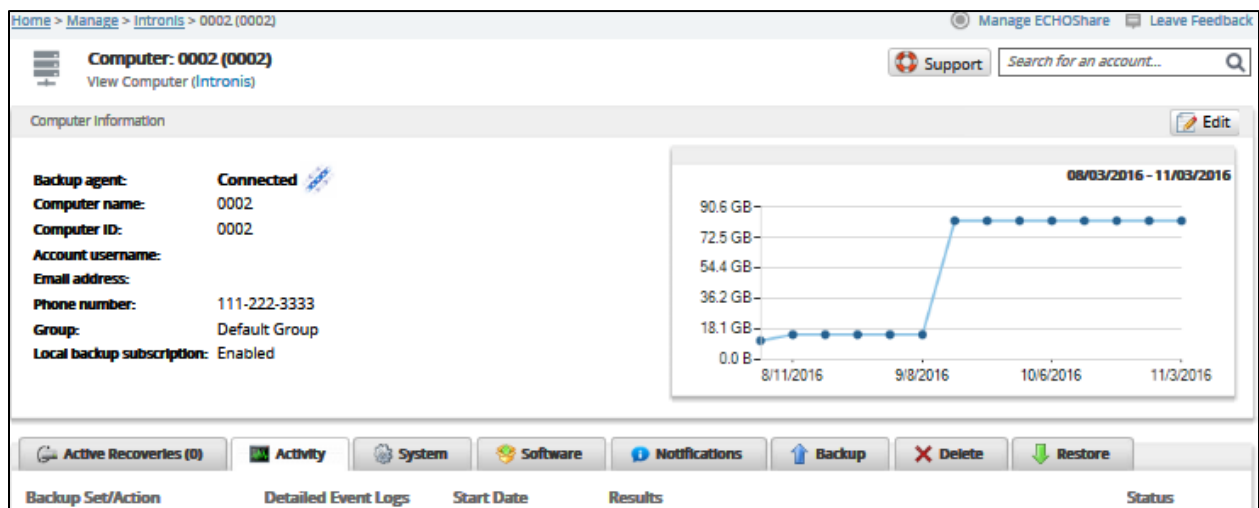 Home > Manage > Intronis > 0002 (0002)
Manage ECHOShare Leave Feedback
Computer: 0002 (0002)
View Computer (Intronis)
Support Search for an account...
Computer Information
Edit
Backup agent: Connected
Computer name: 0002
Computer ID: 0002
Account username:
Email address:
Phone number: 111-222-3333
Group: Default Group
Local backup subscription: Enabled
08/03/2016 - 11/03/2016
90.6 GB
72.5 GB
54.4 GB
36.2 GB
18.1 GB
0.0 B
8/11/2016 9/8/2016 10/6/2016 11/3/2016
Active Recoveries (0) Activity System Software Notifications Backup Delete Restore
Backup Set/Action Detailed Event Logs Start Date Results Status